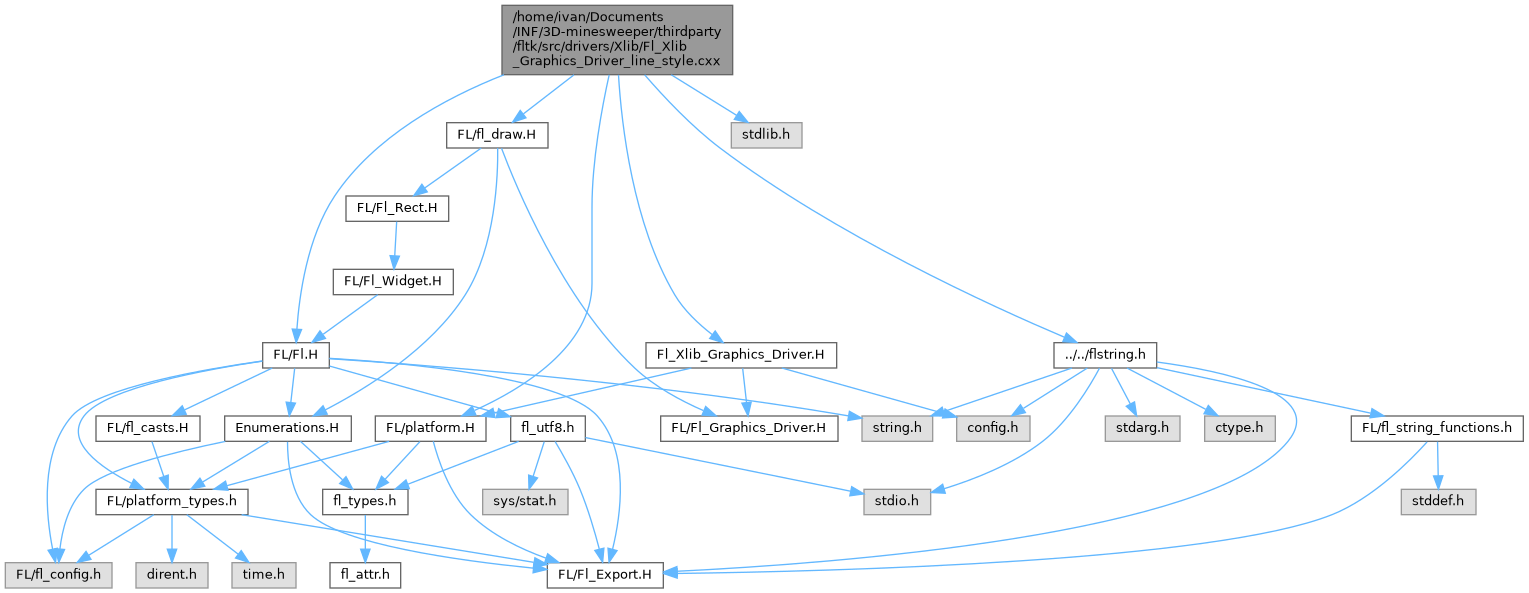 /home/ivan/Documents
/INF/3D-minesweeper/thirdparty
/fltk/src/drivers/Xlib/Fl_Xlib
_Graphics_Driver_line_style.cxx
FL/fl_draw.H
stdlib.h
FL/Fl_Rect.H
FL/Fl_Widget.H
FL/Fl.H
Fl_Xlib_Graphics_Driver.H
../../flstring.h
FL/fl_casts.H
Enumerations.H
FL/platform.H
fl_utf8.h
FL/Fl_Graphics_Driver.H
string.h
config.h
stdarg.h
ctype.h
FL/fl_string_functions.h
FL/platform_types.h
fl_types.h
sys/stat.h
stdio.h
stddef.h
FL/fl_config.h
dirent.h
time.h
fl_attr.h
FL/Fl_Export.H